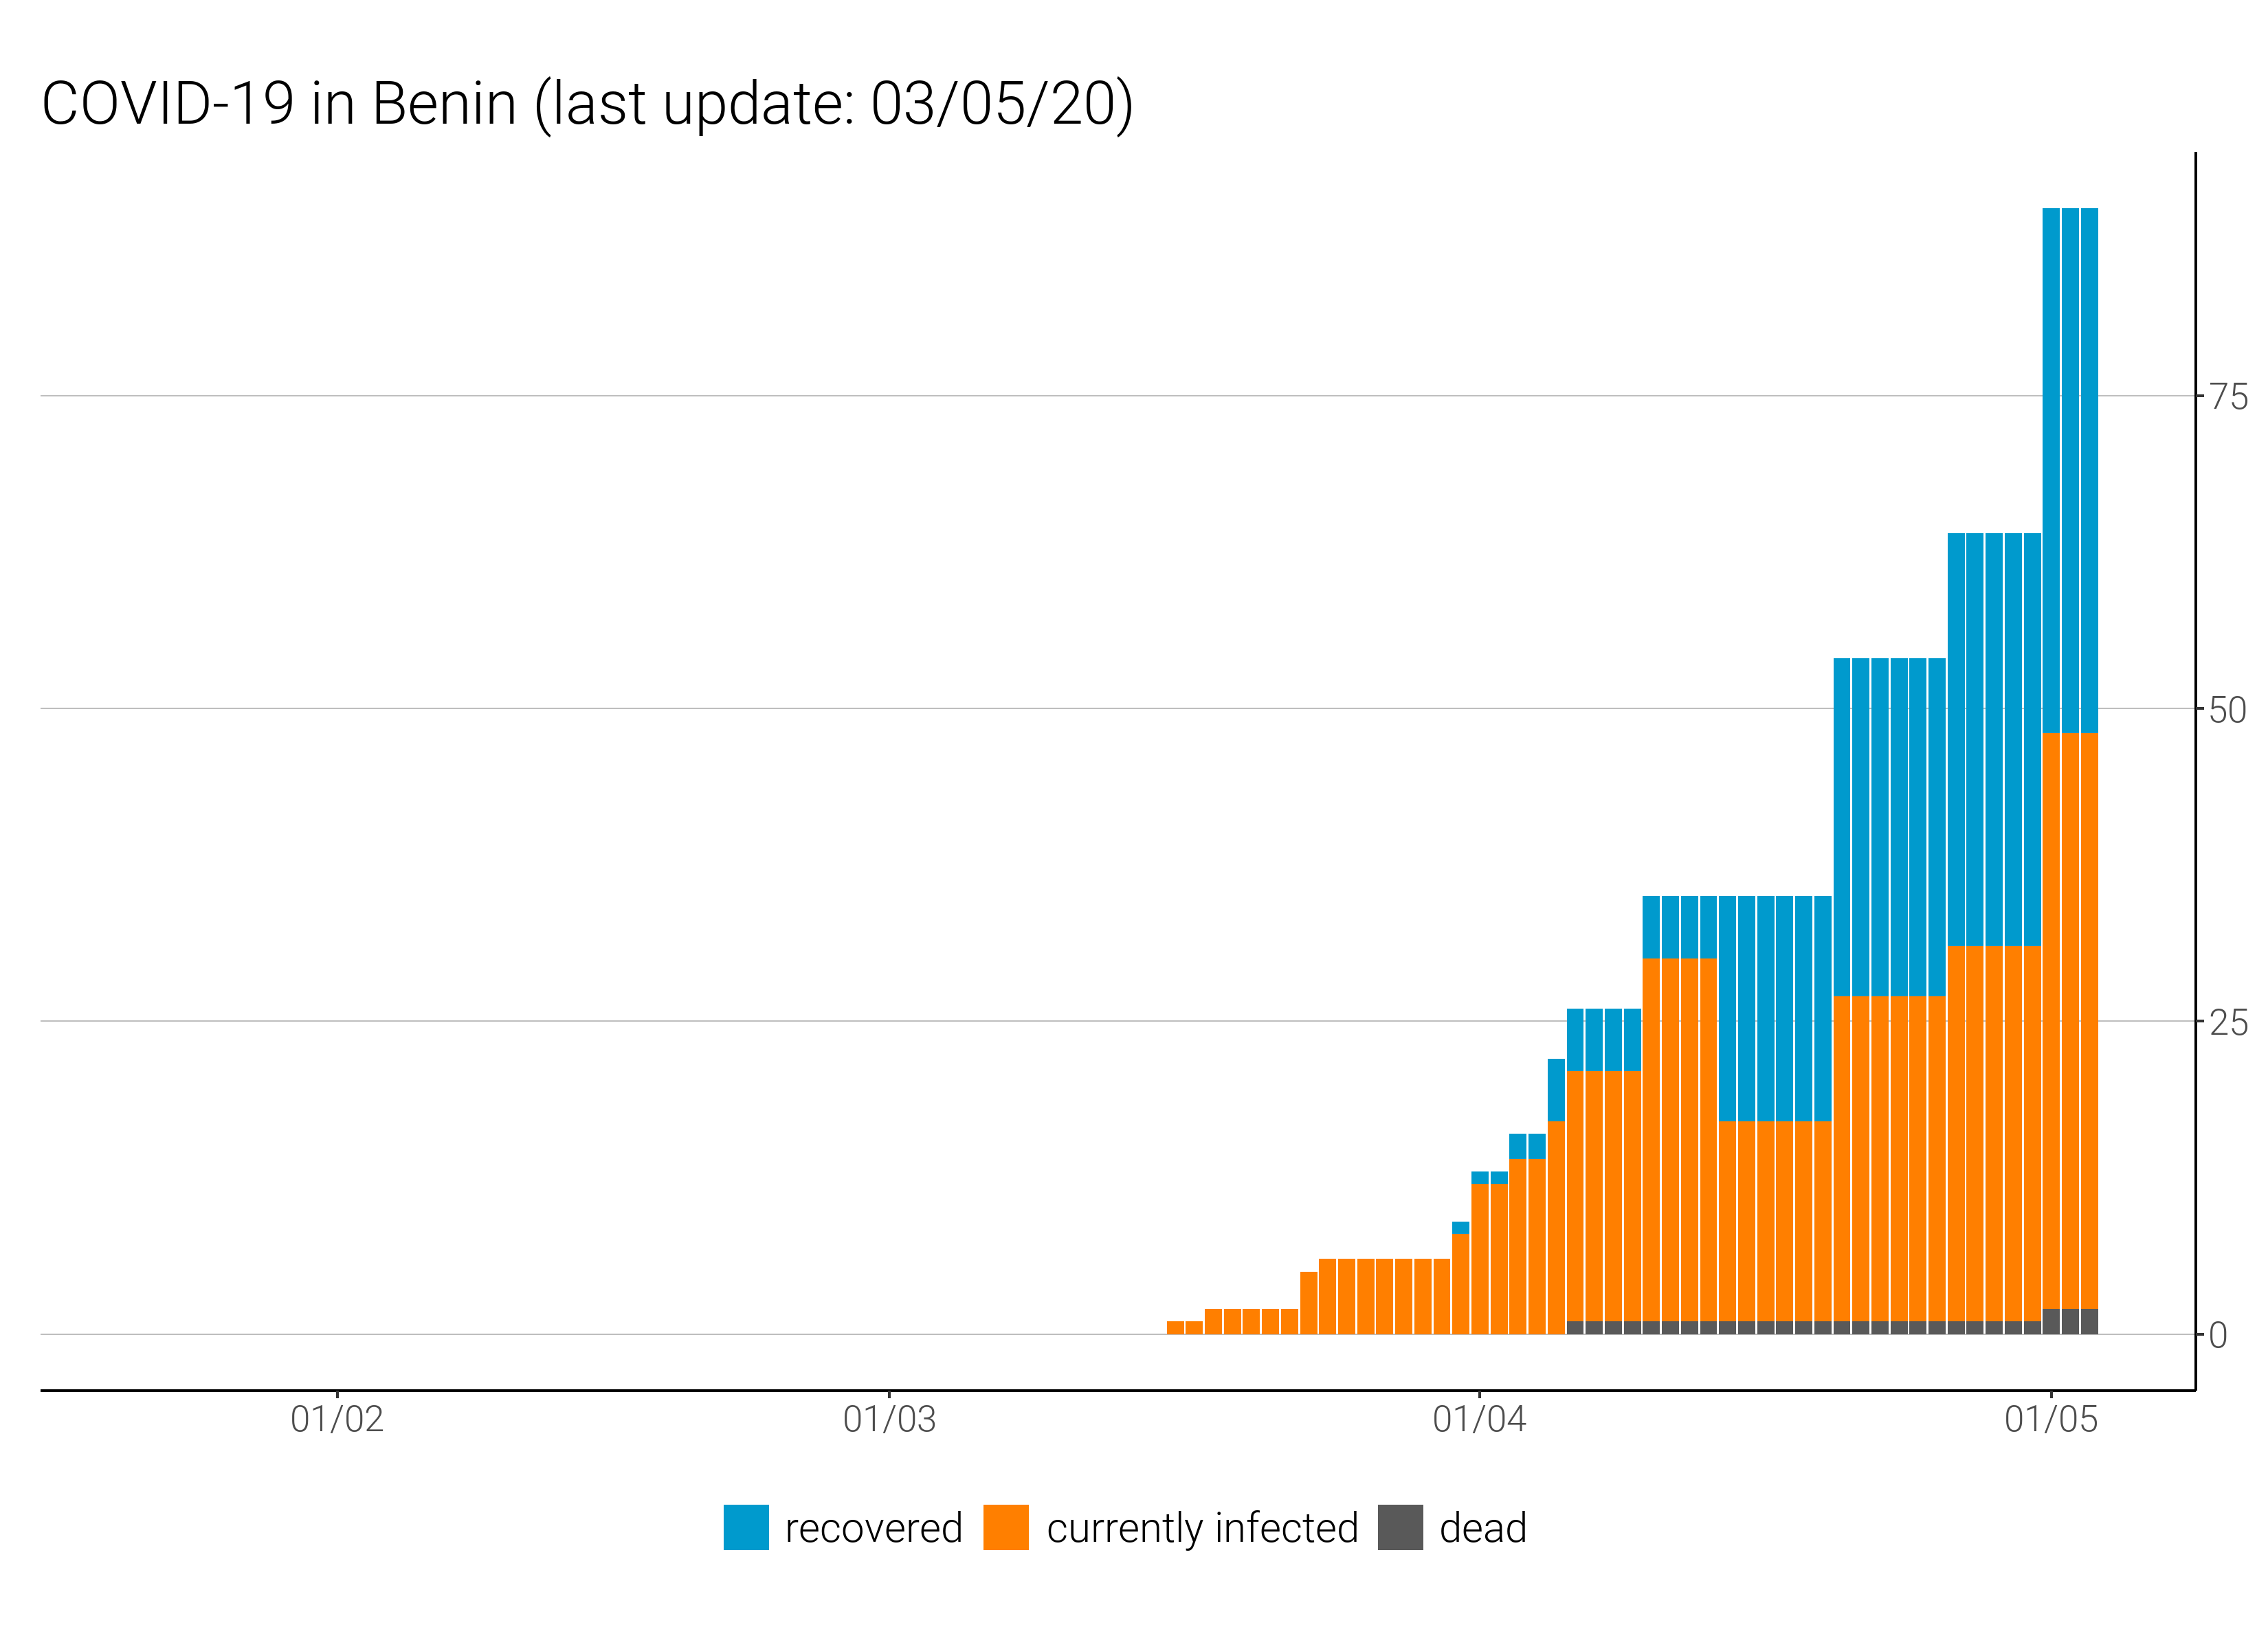 COVID-19 in Benin (last update: 03/05/20)
75
50
25
0
01/02 01/03 01/04 01/05
recovered currently infected dead